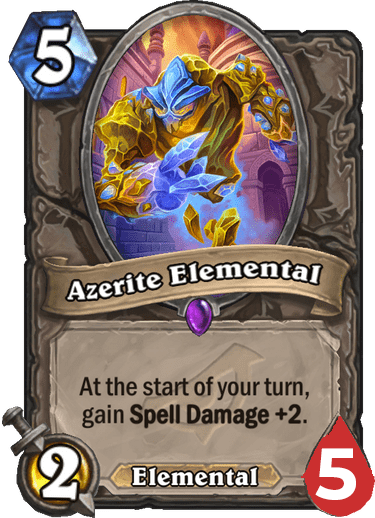 5
Azerite Elemental
At the start of your turn,
gain Spell Damage +2.
2
Elemental
5